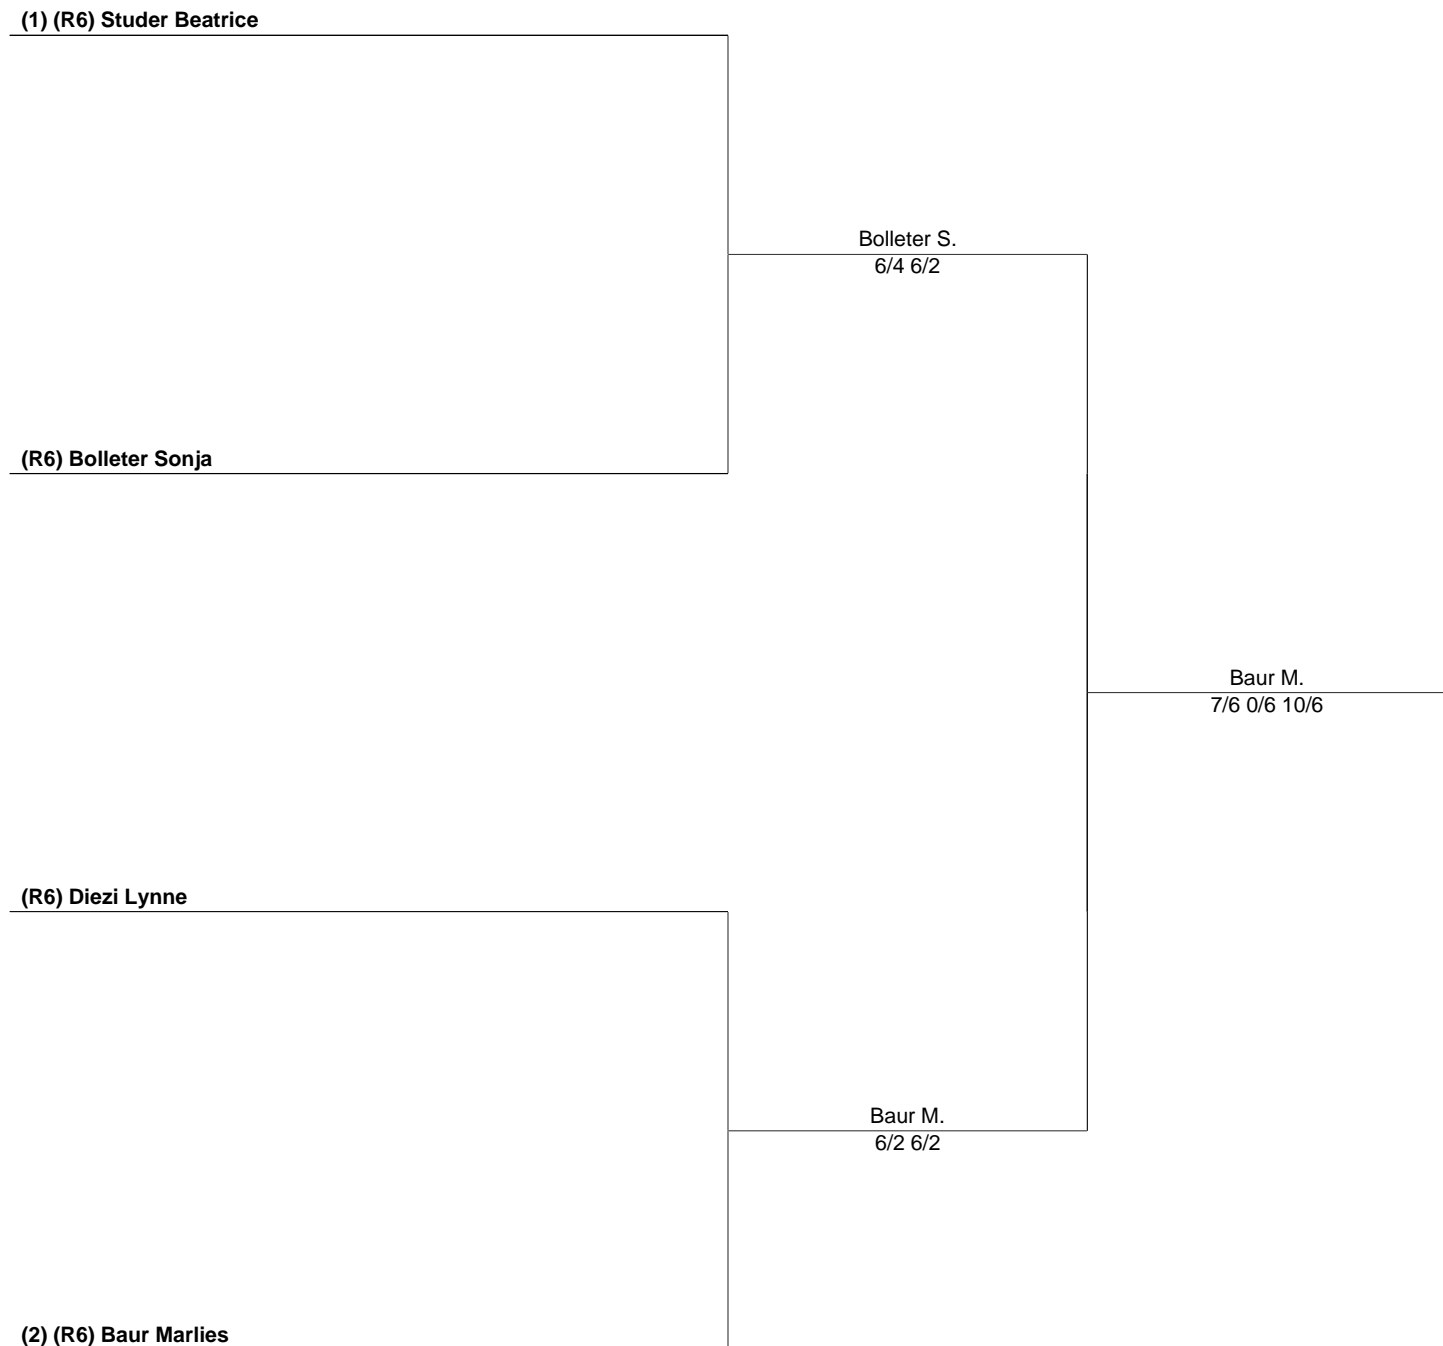 (1) (R6) Studer Beatrice
Bolleter S.
6/4 6/2
(R6) Bolleter Sonja
Baur M.
7/6 0/6 10/6
(R6) Diezi Lynne
Baur M.
6/2 6/2
(2) (R6) Baur Marlies